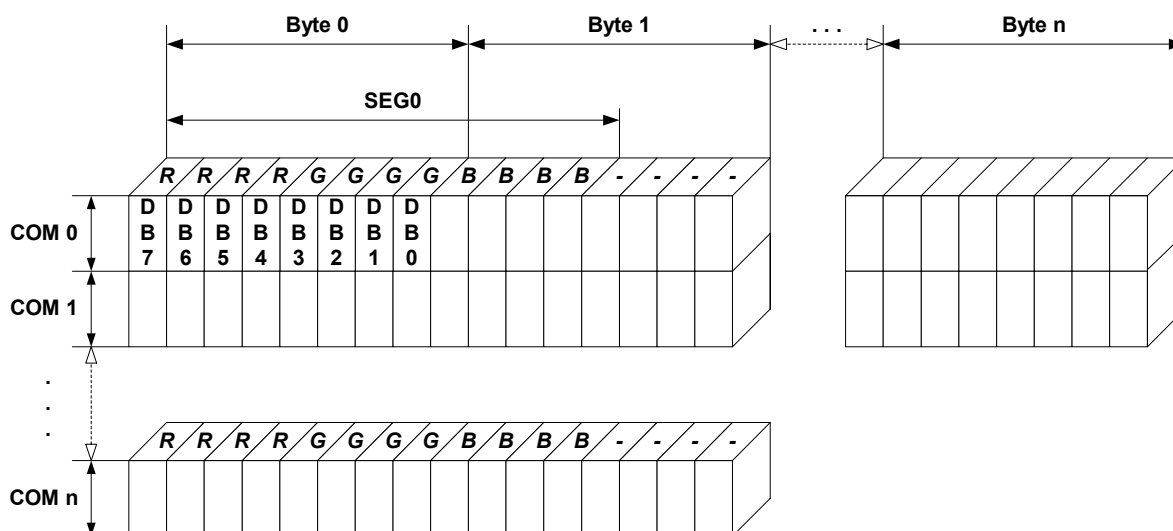 Byte 0 Byte 1 . . . Byte n
SEG0
R R R R G G G G B B B B - - - -
COM 0
D D D D D D D D
B B B B B B B B
7 6 5 4 3 2 1 0
COM 1
.
.
.
R R R R G G G G B B B B - - - -
COM n